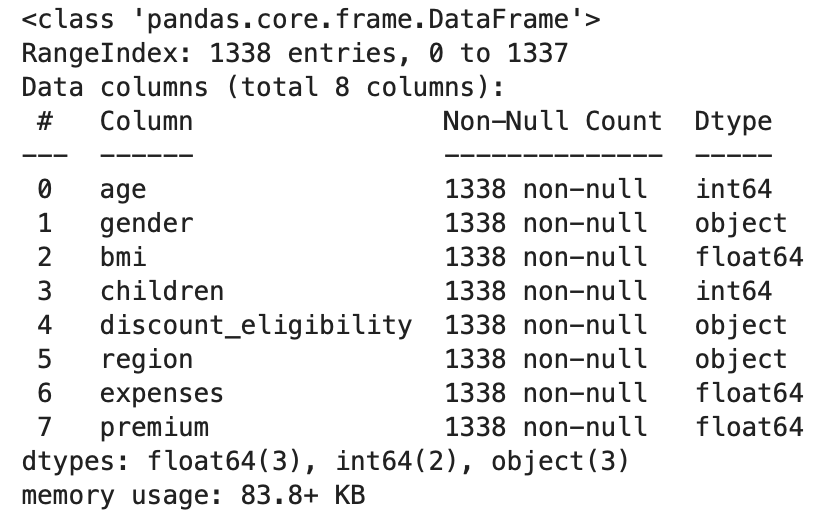 <class 'pandas.core.frame.DataFrame'>
RangeIndex: 1338 entries, 0 to 1337
Data columns (total 8 columns):
 #   Column                Non-Null Count  Dtype
---  ------                --------------  -----
 0   age                   1338 non-null   int64
 1   gender                1338 non-null   object
 2   bmi                   1338 non-null   float64
 3   children              1338 non-null   int64
 4   discount_eligibility  1338 non-null   object
 5   region                1338 non-null   object
 6   expenses              1338 non-null   float64
 7   premium               1338 non-null   float64
dtypes: float64(3), int64(2), object(3)
memory usage: 83.8+ KB